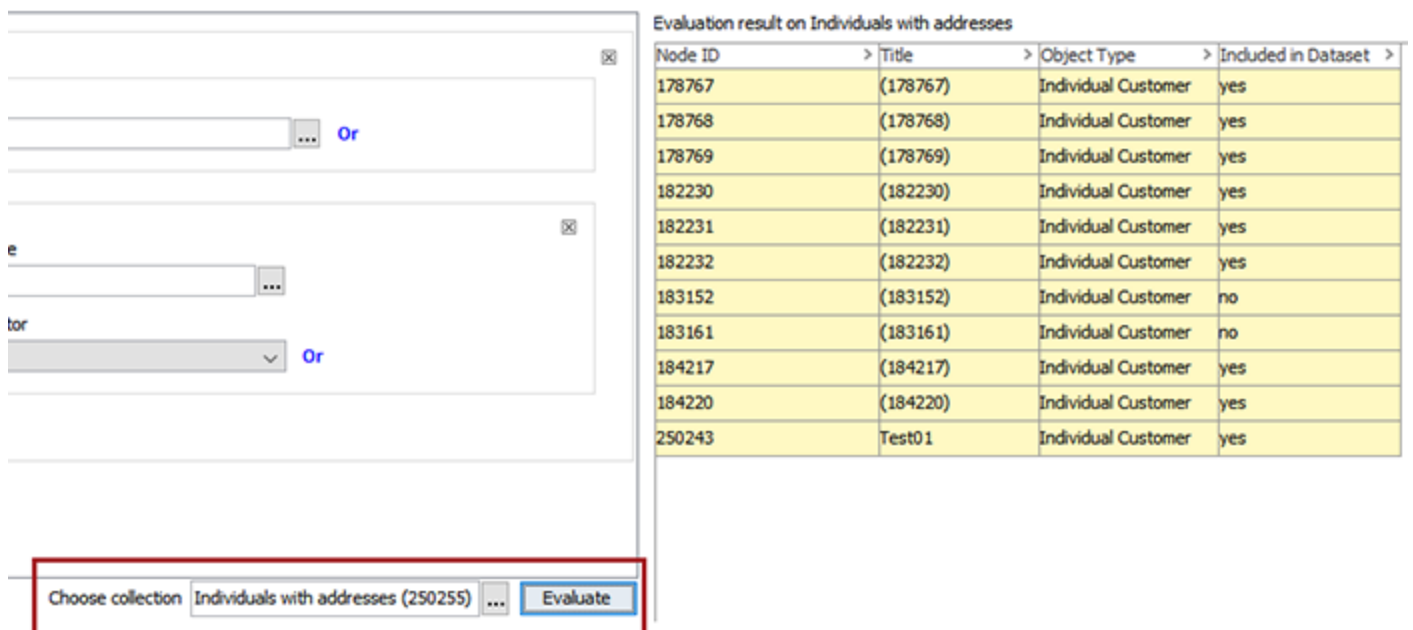 Evaluation result on Individuals with addresses
Node ID > Title > Object Type > Included in Dataset >
178767 (178767) Individual Customer yes
178768 (178768) Individual Customer yes
178769 (178769) Individual Customer yes
182230 (182230) Individual Customer yes
182231 (182231) Individual Customer yes
182232 (182232) Individual Customer yes
183152 (183152) Individual Customer no
183161 (183161) Individual Customer no
184217 (184217) Individual Customer yes
184220 (184220) Individual Customer yes
250243 Test01 Individual Customer yes
... Or
e
...
tor
Or
Choose collection Individuals with addresses (250255) ... Evaluate